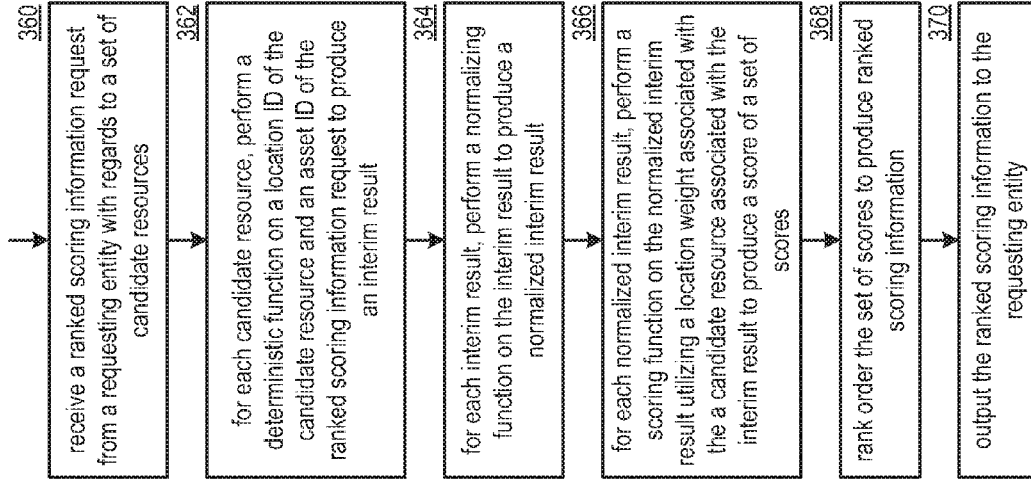 360
receive a ranked scoring information request
from a requesting entity with regards to a set of
candidate resources
362
for each candidate resource, perform a
deterministic function on a location ID of the
candidate resource and an asset ID of the
ranked scoring information request to produce
an interim result
364
for each interim result, perform a normalizing
function on the interim result to produce a
normalized interim result
366
for each normalized interim result, perform a
scoring function on the normalized interim
result utilizing a location weight associated with
the a candidate resource associated with the
interim result to produce a score of a set of
scores
368
rank order the set of scores to produce ranked
scoring information
370
output the ranked scoring information to the
requesting entity